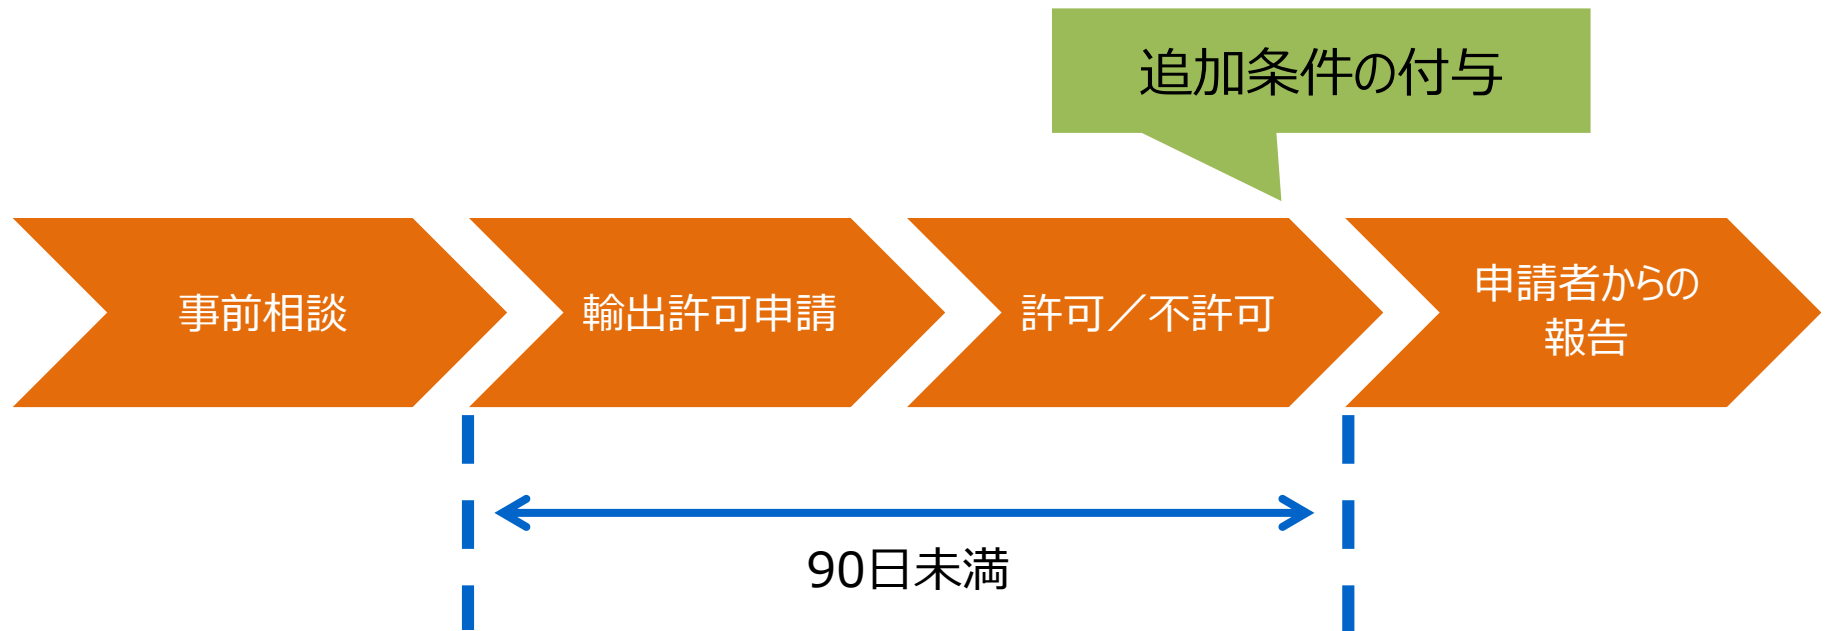 追加条件の付与
事前相談
輸出許可申請
許可／不許可
申請者からの
報告
90日未満